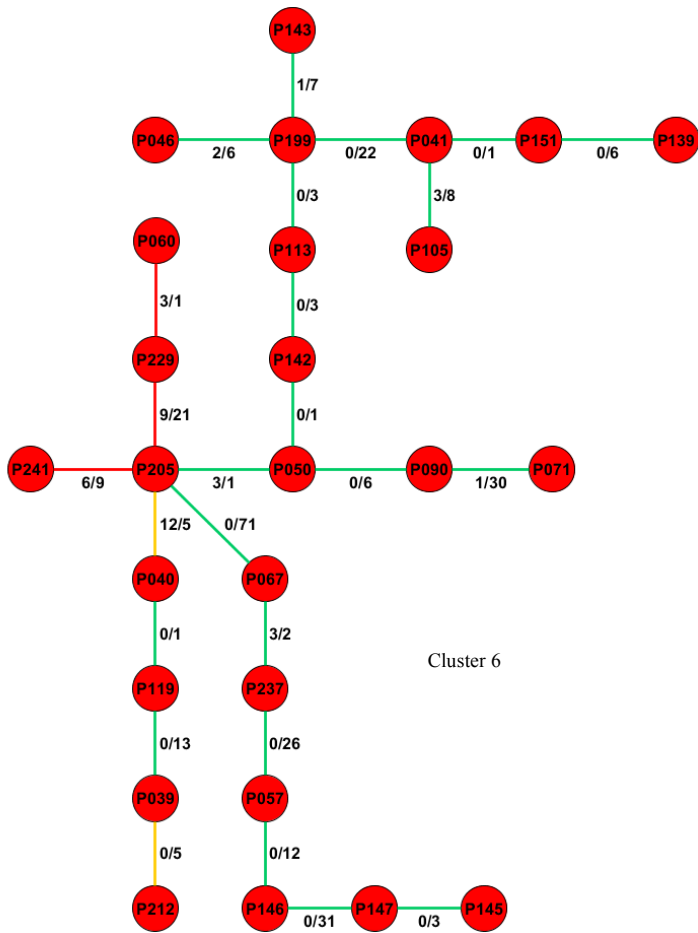 P143
1/7
P046
P199
P041
P151
P139
2/6
0/22
0/1
0/6
0/3
3/8
P060
P113
P105
3/1
0/3
P229
P142
9/21
0/1
P241
P205
P050
P090
P071
6/9
3/1
0/6
1/30
12/5
0/71
P040
P067
0/1
3/2
Cluster 6
P119
P237
0/13
0/26
P039
P057
0/5
0/12
P212
P146
P147
P145
0/31
0/3